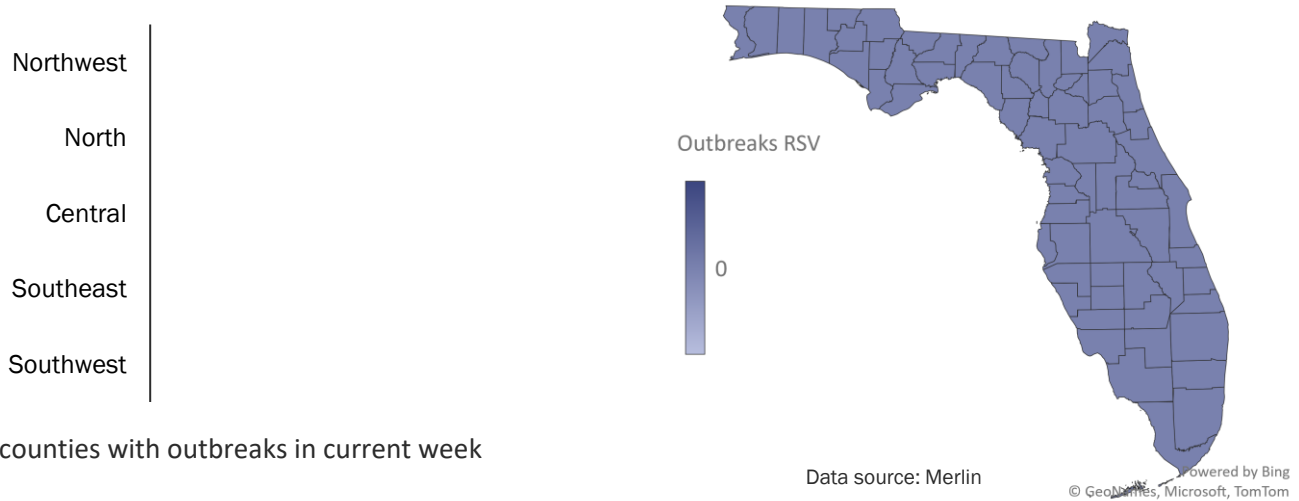 Northwest
North
Central
Southeast
Southwest
counties with outbreaks in current week
Outbreaks RSV
0
Data source: Merlin
Powered by Bing
© GeoNames, Microsoft, TomTom